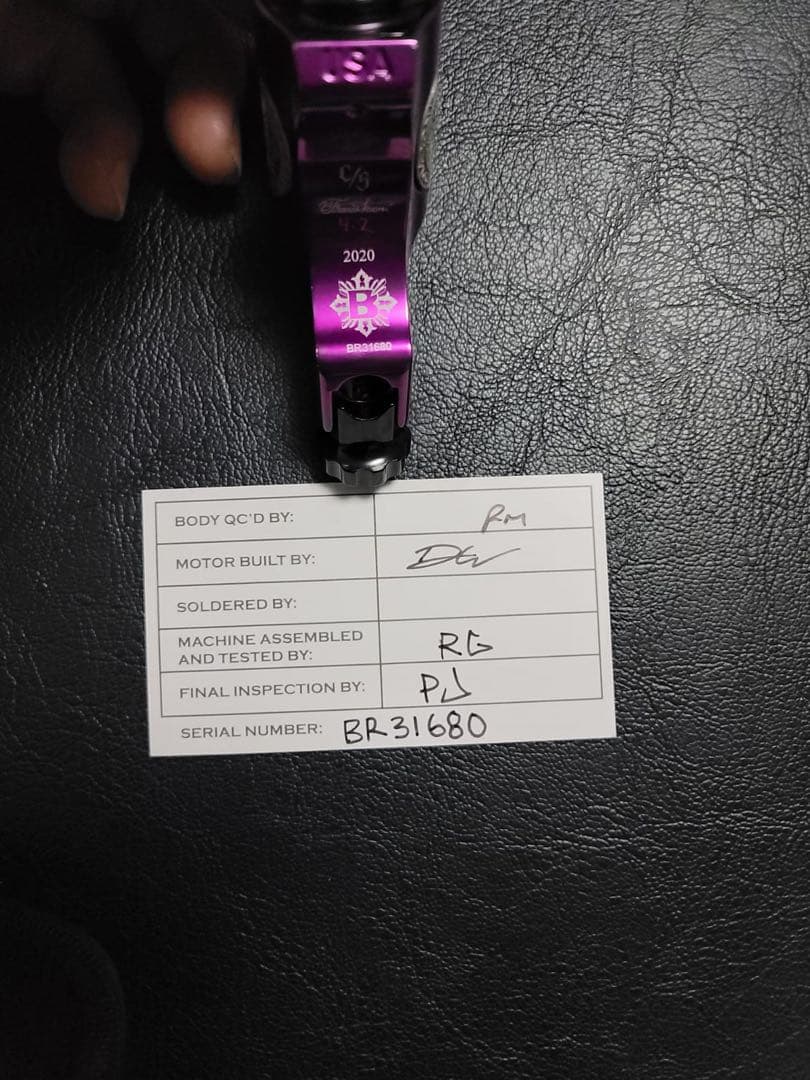 USA
c/g
4.2
2020
B
BR31680
BODY QC'D BY: RM
MOTOR BUILT BY:
SOLDERED BY:
MACHINE ASSEMBLED
AND TESTED BY: RG
FINAL INSPECTION BY: PJ
SERIAL NUMBER: BR31680